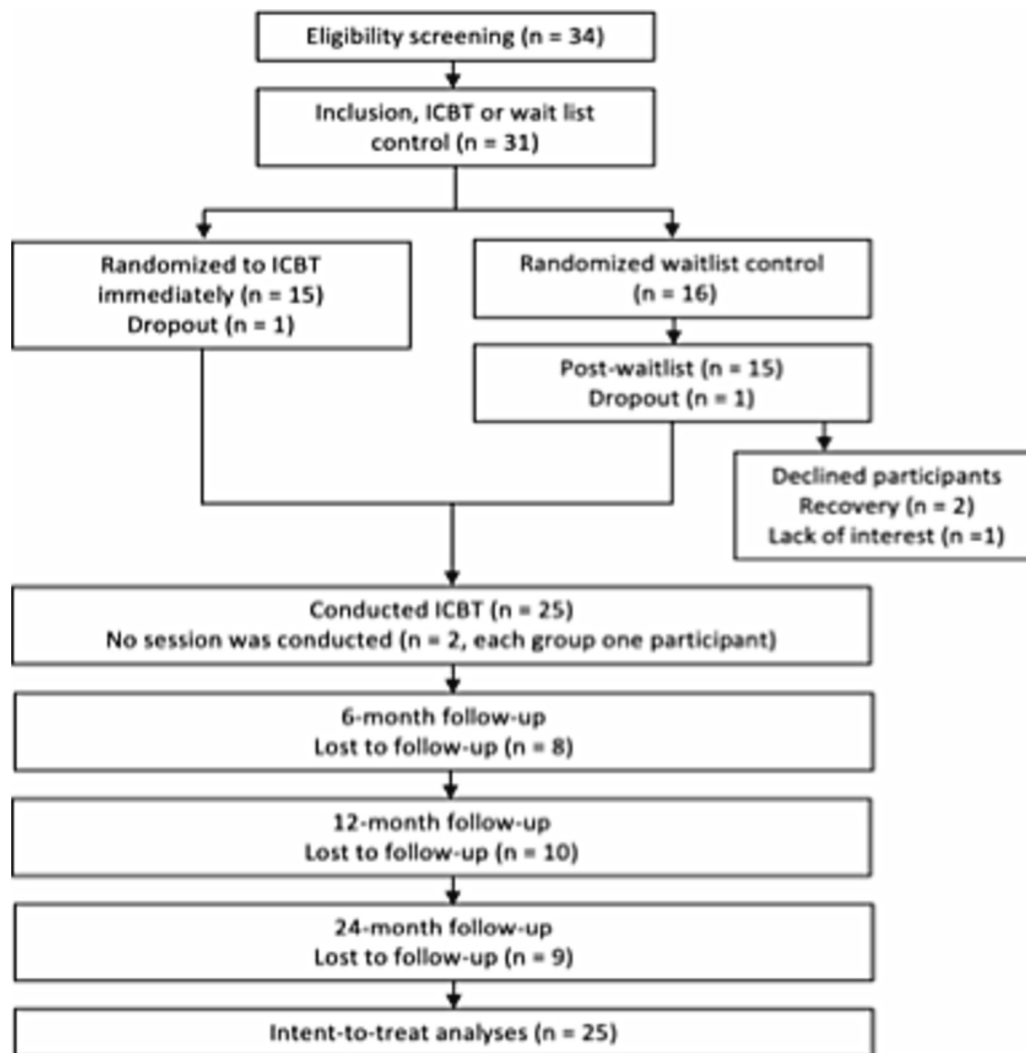 Eligibility screening (n = 34)
Inclusion, ICBT or wait list
control (n = 31)
Randomized to ICBT
immediately (n = 15)
Dropout (n = 1)
Randomized waitlist control
(n = 16)
Post-waitlist (n = 15)
Dropout (n = 1)
Declined participants
Recovery (n = 2)
Lack of interest (n =1)
Conducted ICBT (n = 25)
No session was conducted (n = 2, each group one participant)
6-month follow-up
Lost to follow-up (n = 8)
12-month follow-up
Lost to follow-up (n = 10)
24-month follow-up
Lost to follow-up (n = 9)
Intent-to-treat analyses (n = 25)